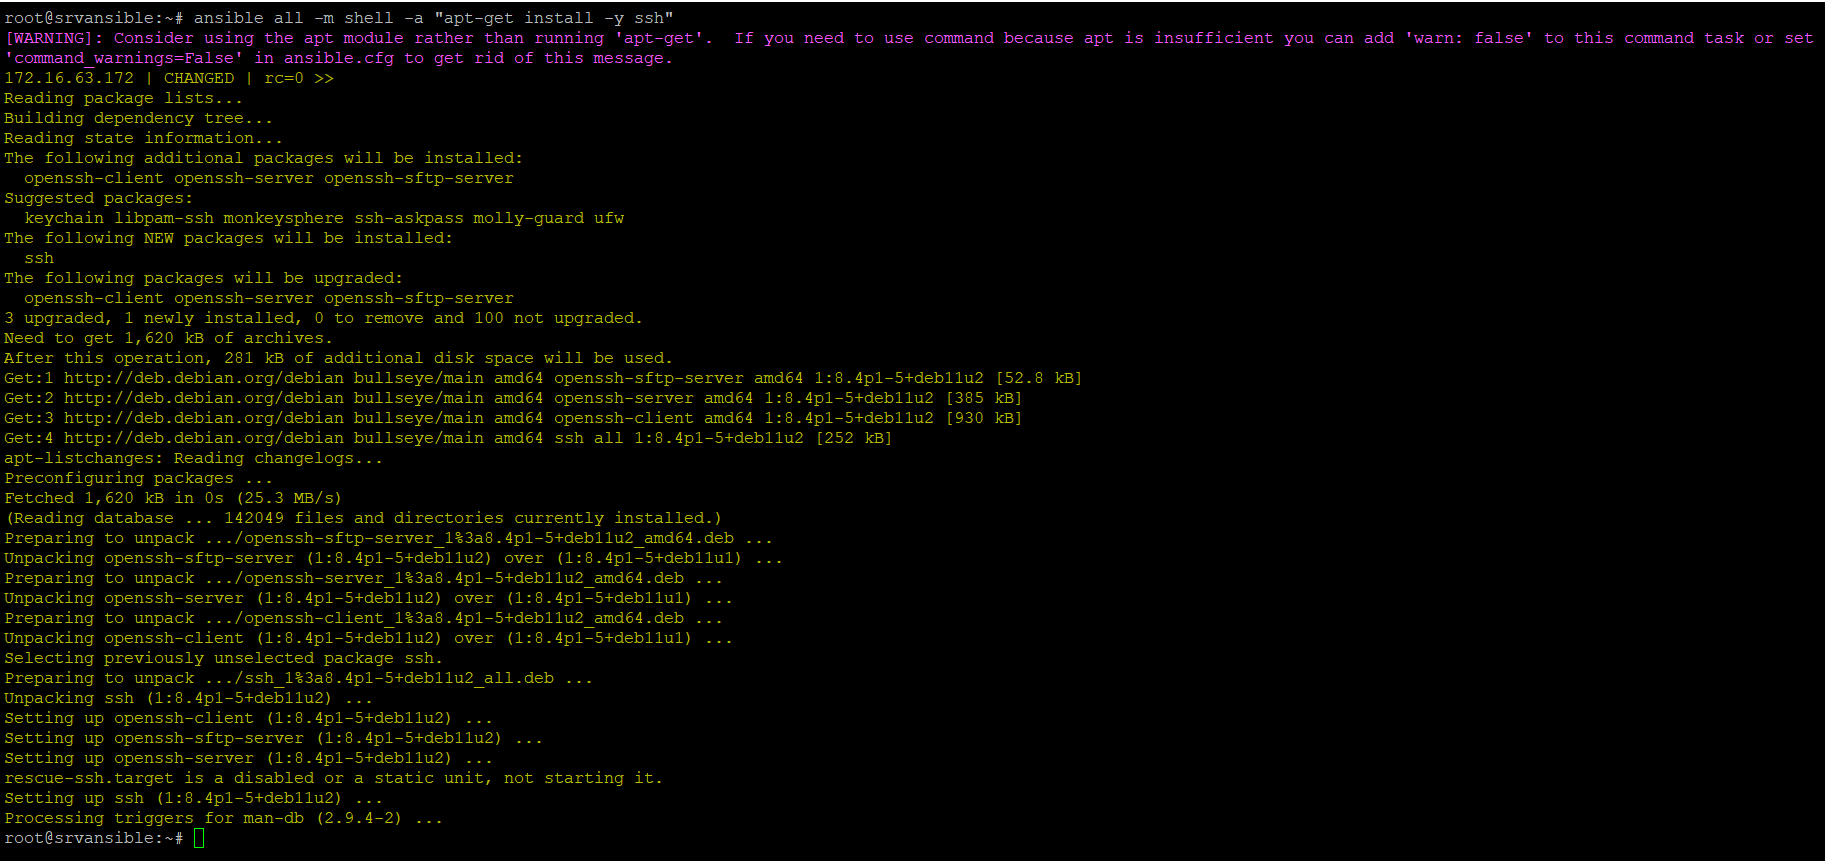 root@srvansible:~# ansible all -m shell -a "apt-get install -y ssh"
[WARNING]: Consider using the apt module rather than running 'apt-get'.  If you need to use command because apt is insufficient you can add 'warn: false' to this command task or set
'command_warnings=False' in ansible.cfg to get rid of this message.
172.16.63.172 | CHANGED | rc=0 >>
Reading package lists...
Building dependency tree...
Reading state information...
The following additional packages will be installed:
  openssh-client openssh-server openssh-sftp-server
Suggested packages:
  keychain libpam-ssh monkeysphere ssh-askpass molly-guard ufw
The following NEW packages will be installed:
  ssh
The following packages will be upgraded:
  openssh-client openssh-server openssh-sftp-server
3 upgraded, 1 newly installed, 0 to remove and 100 not upgraded.
Need to get 1,620 kB of archives.
After this operation, 281 kB of additional disk space will be used.
Get:1 http://deb.debian.org/debian bullseye/main amd64 openssh-sftp-server amd64 1:8.4p1-5+deb11u2 [52.8 kB]
Get:2 http://deb.debian.org/debian bullseye/main amd64 openssh-server amd64 1:8.4p1-5+deb11u2 [385 kB]
Get:3 http://deb.debian.org/debian bullseye/main amd64 openssh-client amd64 1:8.4p1-5+deb11u2 [930 kB]
Get:4 http://deb.debian.org/debian bullseye/main amd64 ssh all 1:8.4p1-5+deb11u2 [252 kB]
apt-listchanges: Reading changelogs...
Preconfiguring packages ...
Fetched 1,620 kB in 0s (25.3 MB/s)
(Reading database ... 142049 files and directories currently installed.)
Preparing to unpack .../openssh-sftp-server_1%3a8.4p1-5+deb11u2_amd64.deb ...
Unpacking openssh-sftp-server (1:8.4p1-5+deb11u2) over (1:8.4p1-5+deb11u1) ...
Preparing to unpack .../openssh-server_1%3a8.4p1-5+deb11u2_amd64.deb ...
Unpacking openssh-server (1:8.4p1-5+deb11u2) over (1:8.4p1-5+deb11u1) ...
Preparing to unpack .../openssh-client_1%3a8.4p1-5+deb11u2_amd64.deb ...
Unpacking openssh-client (1:8.4p1-5+deb11u2) over (1:8.4p1-5+deb11u1) ...
Selecting previously unselected package ssh.
Preparing to unpack .../ssh_1%3a8.4p1-5+deb11u2_all.deb ...
Unpacking ssh (1:8.4p1-5+deb11u2) ...
Setting up openssh-client (1:8.4p1-5+deb11u2) ...
Setting up openssh-sftp-server (1:8.4p1-5+deb11u2) ...
Setting up openssh-server (1:8.4p1-5+deb11u2) ...
rescue-ssh.target is a disabled or a static unit, not starting it.
Setting up ssh (1:8.4p1-5+deb11u2) ...
Processing triggers for man-db (2.9.4-2) ...
root@srvansible:~#